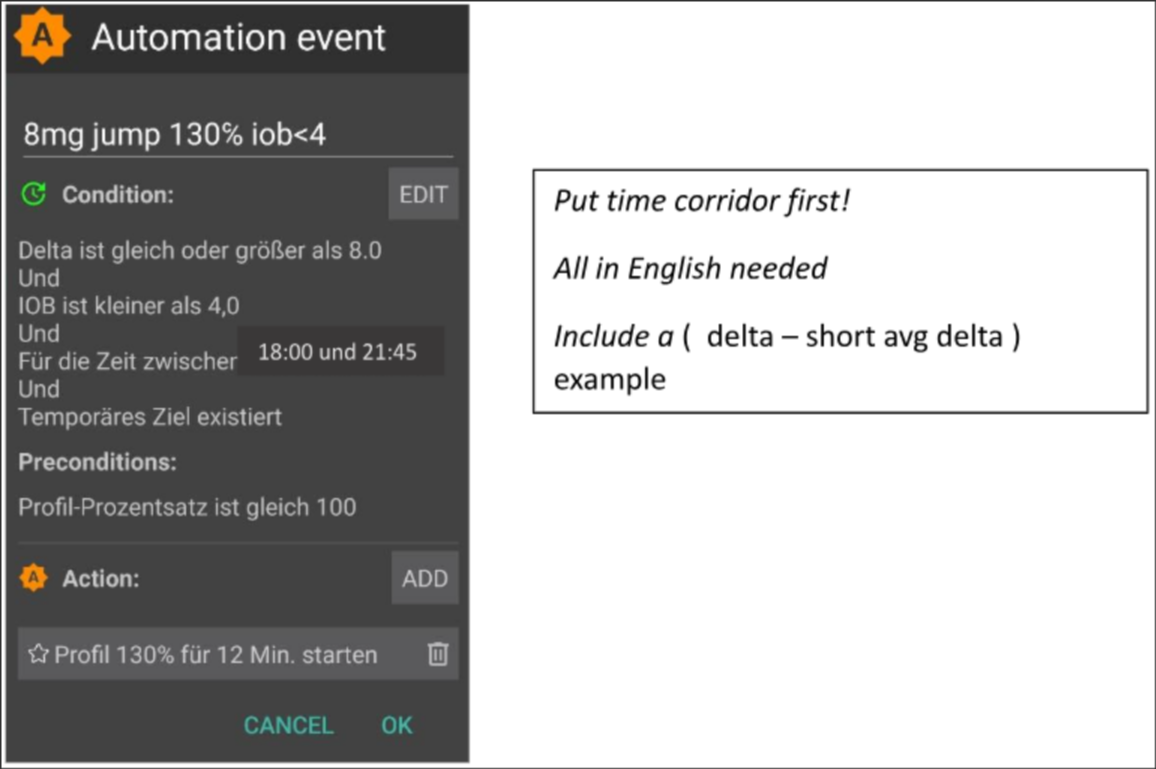 A Automation event
8mg jump 130% iob<4
Condition:
EDIT
Delta ist gleich oder größer als 8.0
Und
IOB ist kleiner als 4,0
Und
Für die Zeit zwischen 18:00 und 21:45
Und
Temporäres Ziel existiert
Preconditions:
Profil-Prozentsatz ist gleich 100
A Action:
ADD
Profil 130% für 12 Min. starten
CANCEL OK
Put time corridor first!
All in English needed
Include a ( delta – short avg delta )
example